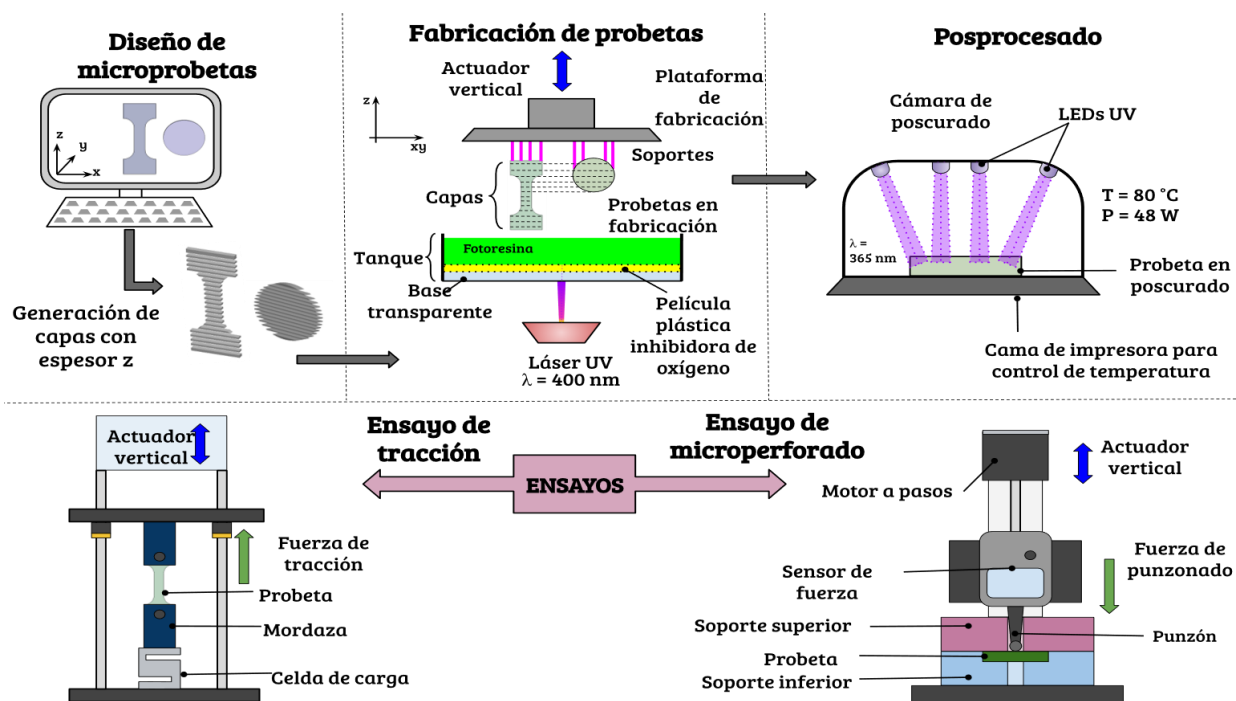 Diseño de
microprobetas
z
y
x
Generación de
capas con
espesor z
Fabricación de probetas
Actuador
vertical
z
xy
Plataforma
de
fabricación
Soportes
Capas
Probetas en
fabricación
Tanque
Fotoresina
Base
transparente
Película
plástica
inhibidora de
oxígeno
Láser UV
λ = 400 nm
Posprocesado
Cámara de
poscurado
LEDs UV
T = 80 °C
P = 48 W
λ =
365 nm
Probeta en
poscurado
Cama de impresora para
control de temperatura
Actuador
vertical
Fuerza de
tracción
Probeta
Mordaza
Celda de carga
Ensayo de
tracción
ENSAYOS
Ensayo de
microperforado
Motor a pasos
Actuador
vertical
Sensor de
fuerza
Fuerza de
punzonado
Soporte superior
Punzón
Probeta
Soporte inferior